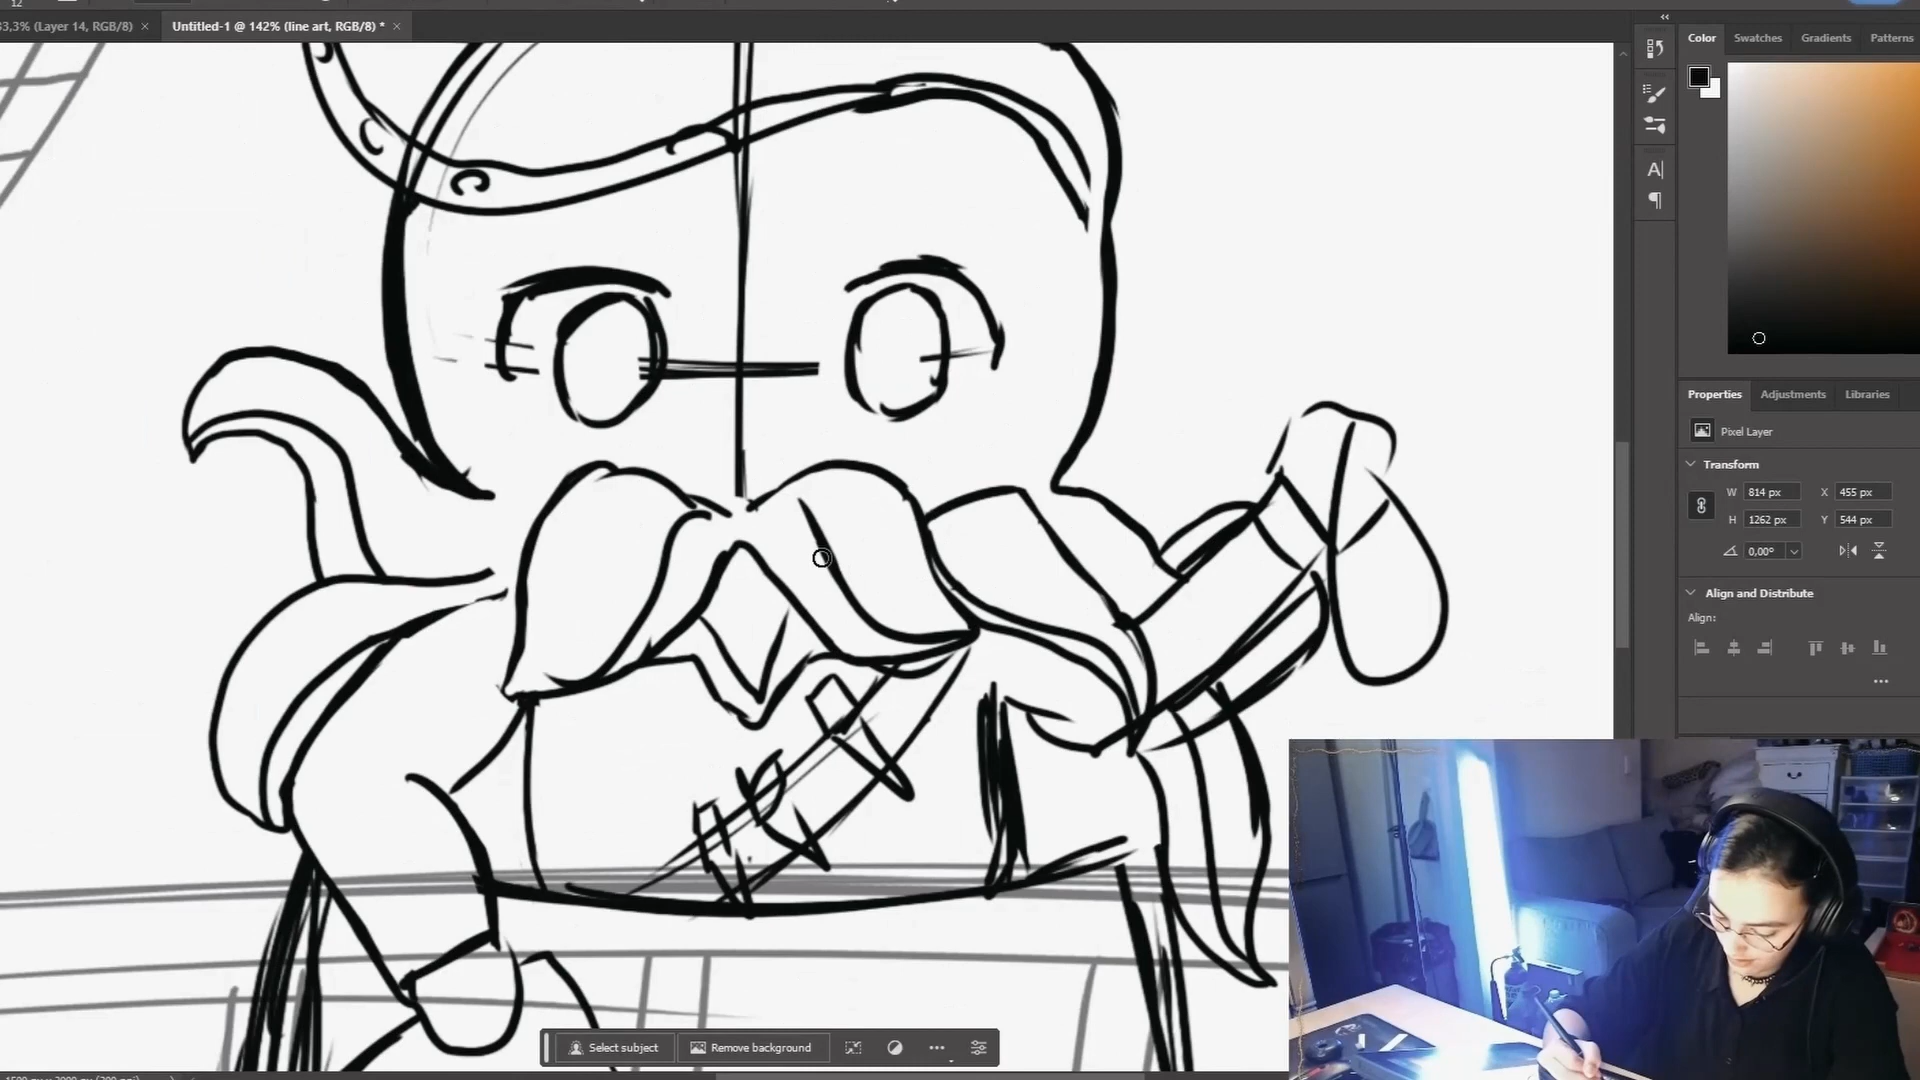 12
33,3% (Layer 14, RGB/8) ×
Untitled-1 @ 142% (line art, RGB/8) * ×
Color Swatches Gradients Patterns
Properties Adjustments Libraries
Pixel Layer
Transform
W 814 px X 455 px
H 1262 px Y 544 px
0,00°
Align and Distribute
Align:
Select subject
Remove background